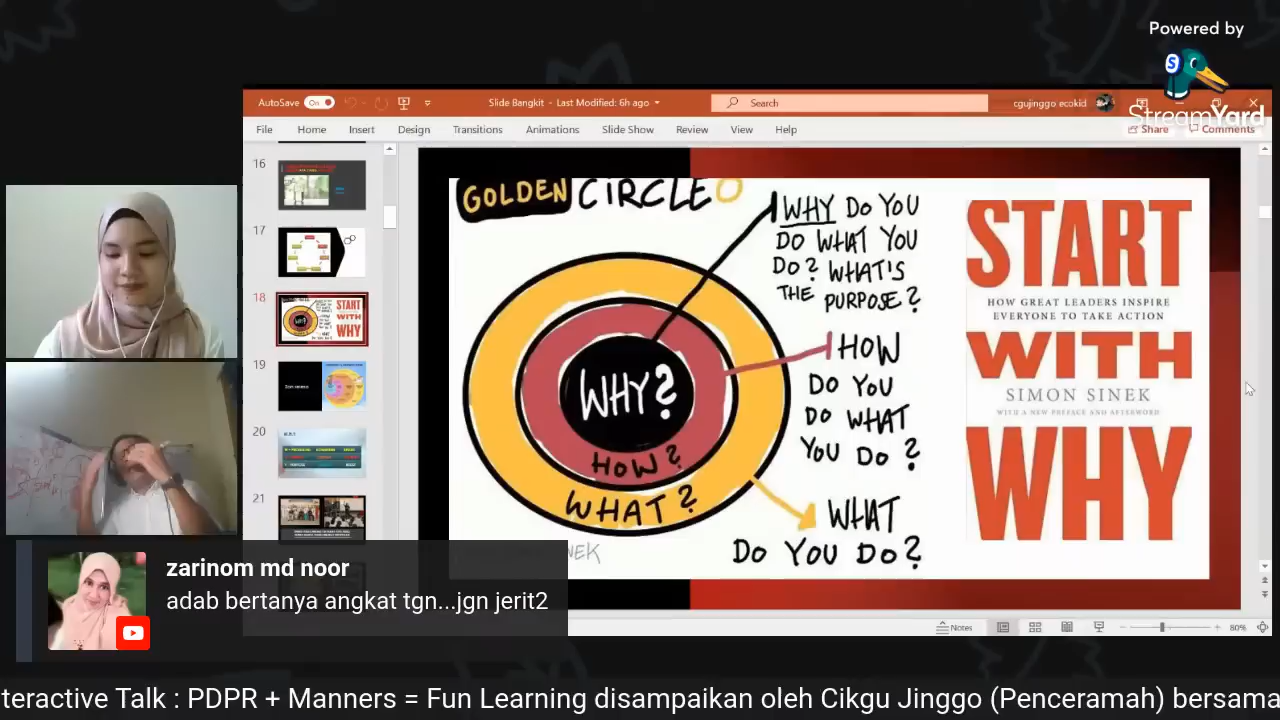 Powered by
StreamYard
AutoSave On
Slide Bangkit - Last Modified: 6h ago
Search
cgujinggo ecokid
File Home Insert Design Transitions Animations Slide Show Review View Help
Share Comments
16
17
18
19
20
21
GOLDEN CIRCLE
WHY DO YOU
DO WHAT YOU
DO? WHAT'S
THE PURPOSE?
HOW
DO YOU
DO WHAT
YOU DO?
WHAT
DO YOU DO?
WHY?
HOW?
WHAT?
START
HOW GREAT LEADERS INSPIRE
EVERYONE TO TAKE ACTION
WITH
SIMON SINEK
WITH A NEW PREFACE AND AFTERWORD
WHY
zarinom md noor
adab bertanya angkat tgn...jgn jerit2
Notes
60%
nteractive Talk : PDPR + Manners = Fun Learning disampaikan oleh Cikgu Jinggo (Penceramah) bersama